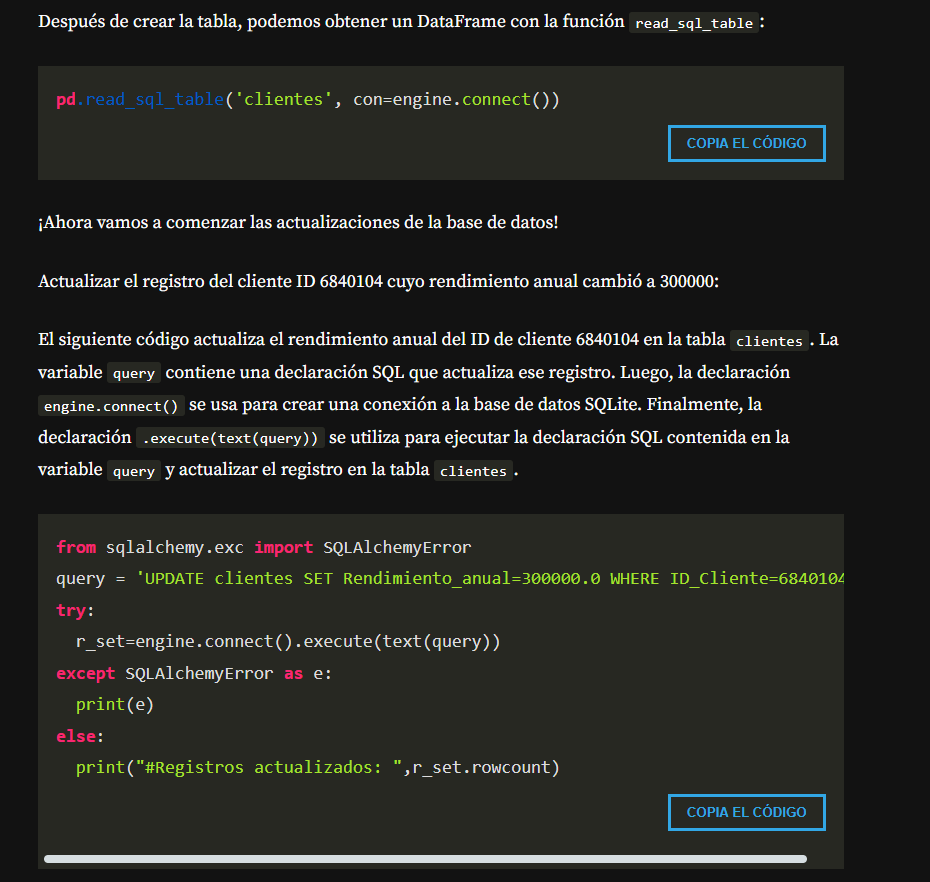 Después de crear la tabla, podemos obtener un DataFrame con la función read_sql_table:
pd.read_sql_table('clientes', con=engine.connect())
COPIA EL CÓDIGO
¡Ahora vamos a comenzar las actualizaciones de la base de datos!
Actualizar el registro del cliente ID 6840104 cuyo rendimiento anual cambió a 300000:
El siguiente código actualiza el rendimiento anual del ID de cliente 6840104 en la tabla clientes. La
variable query contiene una declaración SQL que actualiza ese registro. Luego, la declaración
engine.connect() se usa para crear una conexión a la base de datos SQLite. Finalmente, la
declaración .execute(text(query)) se utiliza para ejecutar la declaración SQL contenida en la
variable query y actualizar el registro en la tabla clientes.
from sqlalchemy.exc import SQLAlchemyError
query = 'UPDATE clientes SET Rendimiento_anual=300000.0 WHERE ID_Cliente=6840104
try:
  r_set=engine.connect().execute(text(query))
except SQLAlchemyError as e:
  print(e)
else:
  print("#Registros actualizados: ",r_set.rowcount)
COPIA EL CÓDIGO